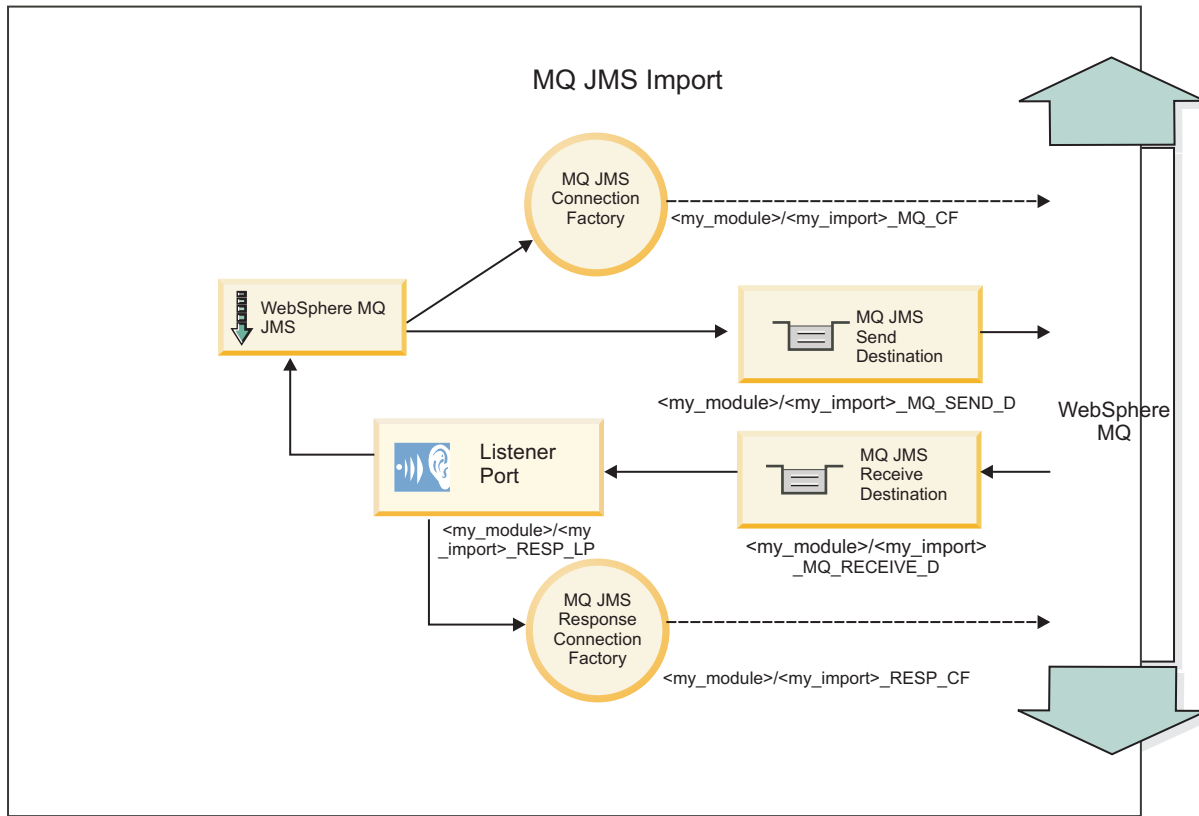 MQ JMS Import
MQ JMS
Connection
Factory
<my_module>/<my_import>_MQ_CF
WebSphere MQ
JMS
MQ JMS
Send
Destination
<my_module>/<my_import>_MQ_SEND_D
WebSphere
MQ
Listener
Port
<my_module>/<my
_import>_RESP_LP
MQ JMS
Receive
Destination
<my_module>/<my_import>
_MQ_RECEIVE_D
MQ JMS
Response
Connection
Factory
<my_module>/<my_import>_RESP_CF